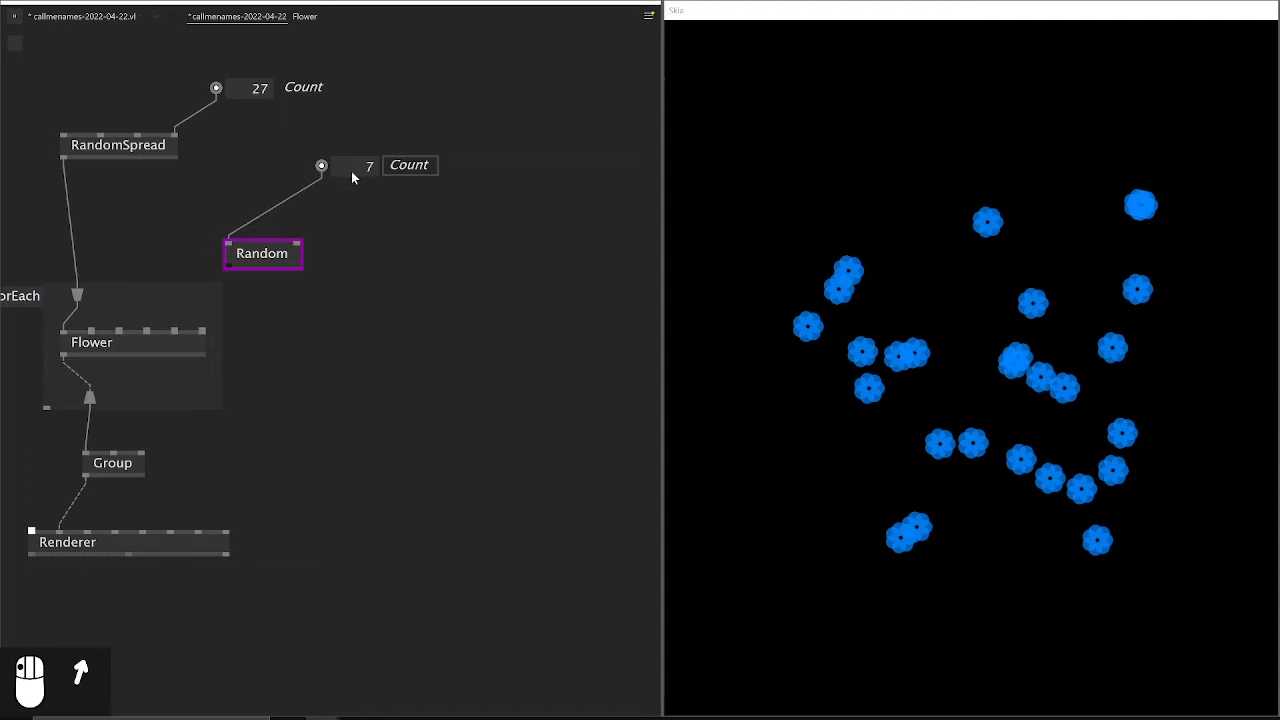 * callmenames-2022-04-22.vl
*callmenames-2022-04-22
Flower
Skia
27
Count
RandomSpread
7
Count
Random
orEach
Flower
Group
Renderer